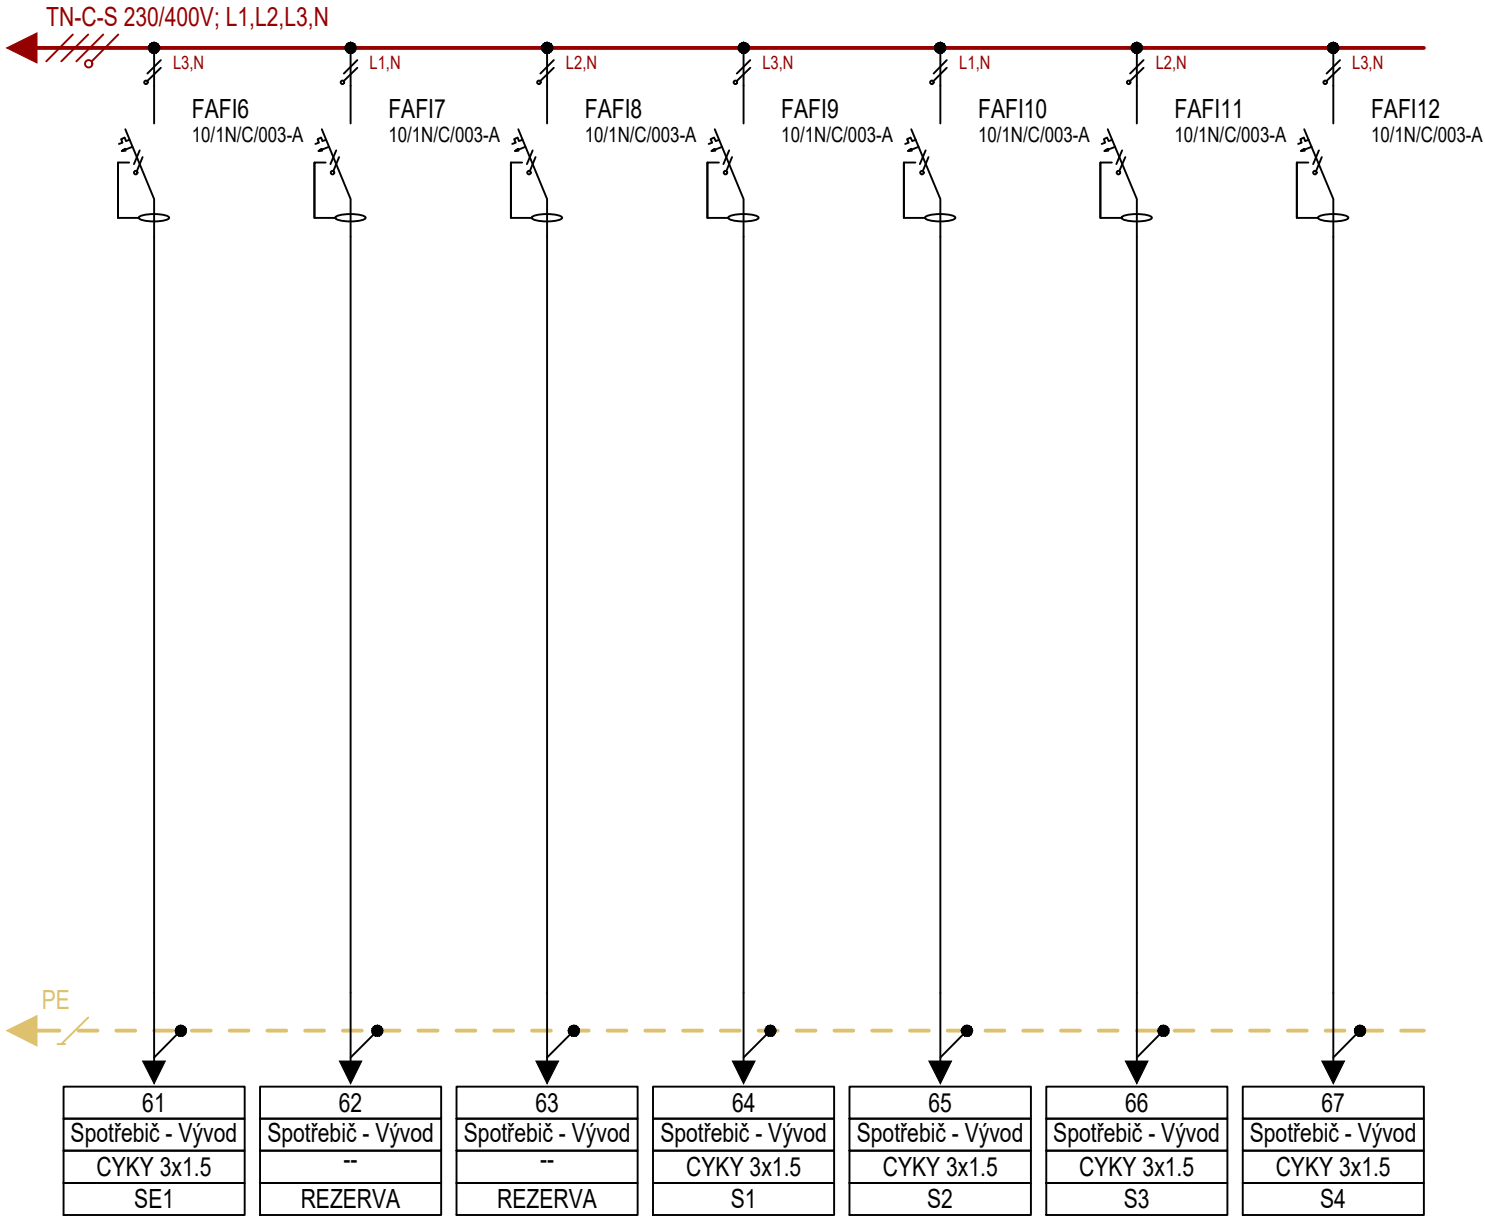 TN-C-S 230/400V; L1,L2,L3,N
L3,N
L1,N
L2,N
L3,N
L1,N
L2,N
L3,N
FAFI6
10/1N/C/003-A
FAFI7
10/1N/C/003-A
FAFI8
10/1N/C/003-A
FAFI9
10/1N/C/003-A
FAFI10
10/1N/C/003-A
FAFI11
10/1N/C/003-A
FAFI12
10/1N/C/003-A
PE
61
Spotřebič - Vývod
CYKY 3x1.5
SE1
62
Spotřebič - Vývod
--
REZERVA
63
Spotřebič - Vývod
--
REZERVA
64
Spotřebič - Vývod
CYKY 3x1.5
S1
65
Spotřebič - Vývod
CYKY 3x1.5
S2
66
Spotřebič - Vývod
CYKY 3x1.5
S3
67
Spotřebič - Vývod
CYKY 3x1.5
S4